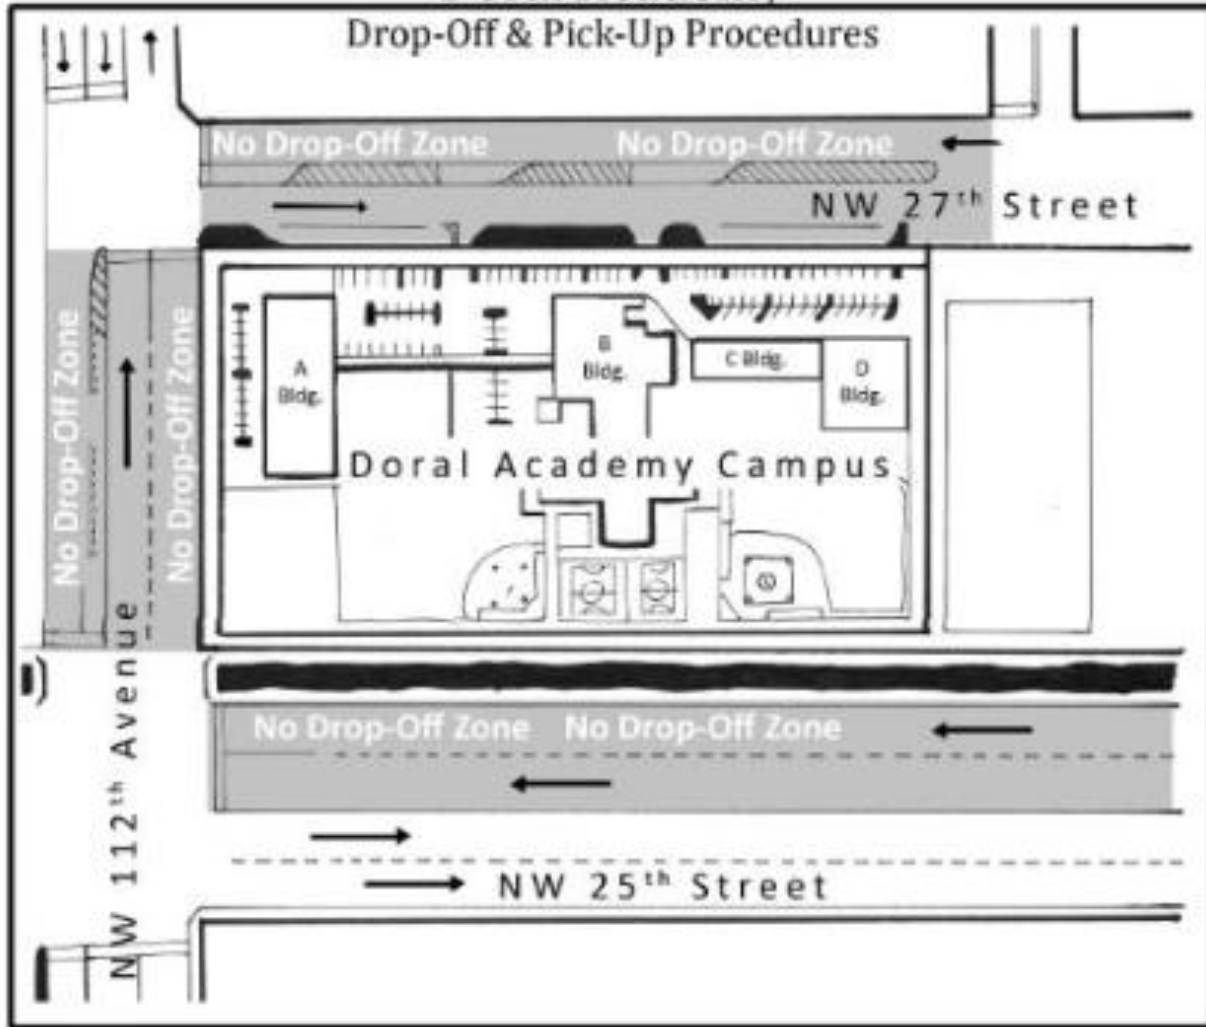 Drop-Off & Pick-Up Procedures
No Drop-Off Zone
No Drop-Off Zone
NW 27th Street
No Drop-Off Zone
No Drop-Off Zone
A
Bldg.
B
Bldg.
C Bldg.
D
Bldg.
Doral Academy Campus
NW 112th Avenue
No Drop-Off Zone
No Drop-Off Zone
NW 25th Street